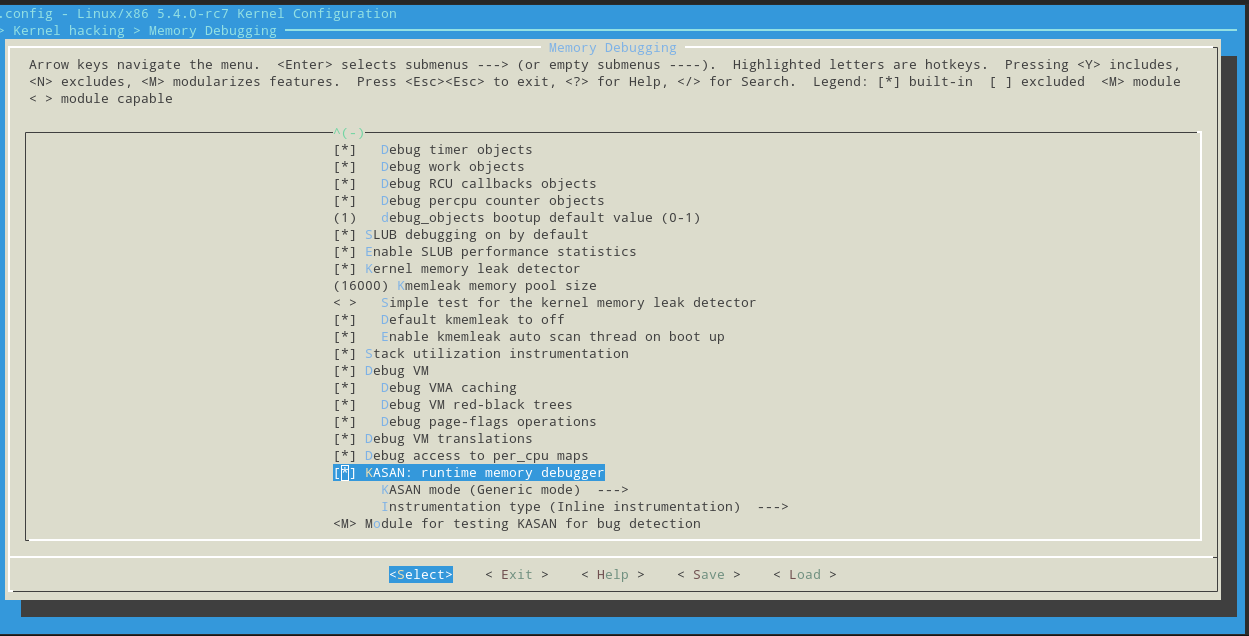 .config - Linux/x86 5.4.0-rc7 Kernel Configuration
> Kernel hacking > Memory Debugging
Memory Debugging
Arrow keys navigate the menu.  <Enter> selects submenus ---> (or empty submenus ----).  Highlighted letters are hotkeys.  Pressing <Y> includes,
<N> excludes, <M> modularizes features.  Press <Esc><Esc> to exit, <?> for Help, </> for Search.  Legend: [*] built-in  [ ] excluded  <M> module
< > module capable
^(-)
[*]   Debug timer objects
[*]   Debug work objects
[*]   Debug RCU callbacks objects
[*]   Debug percpu counter objects
(1)   debug_objects bootup default value (0-1)
[*] SLUB debugging on by default
[*] Enable SLUB performance statistics
[*] Kernel memory leak detector
(16000) Kmemleak memory pool size
< >   Simple test for the kernel memory leak detector
[*]   Default kmemleak to off
[*]   Enable kmemleak auto scan thread on boot up
[*] Stack utilization instrumentation
[*] Debug VM
[*]   Debug VMA caching
[*]   Debug VM red-black trees
[*]   Debug page-flags operations
[*] Debug VM translations
[*] Debug access to per_cpu maps
[*] KASAN: runtime memory debugger
KASAN mode (Generic mode)  --->
Instrumentation type (Inline instrumentation)  --->
<M> Module for testing KASAN for bug detection
<Select>    < Exit >    < Help >    < Save >    < Load >